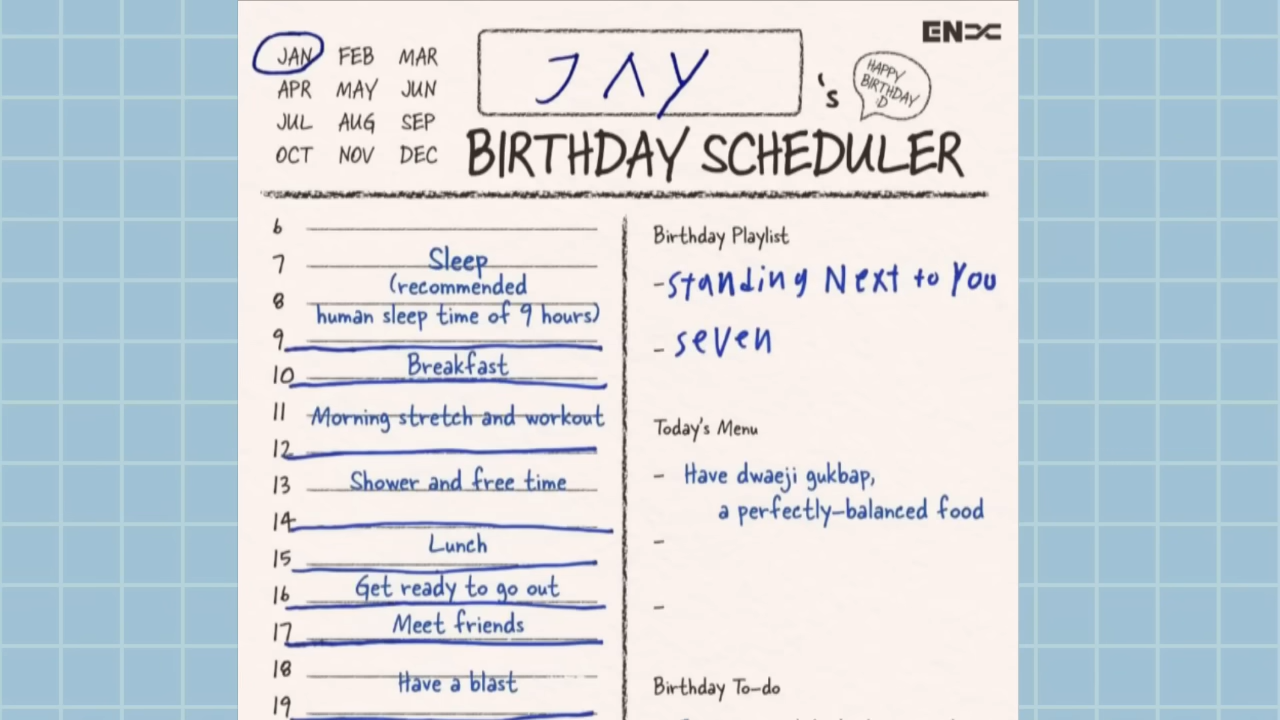 EN
JAN FEB MAR
APR MAY JUN
JUL AUG SEP
OCT NOV DEC
JAY
's
HAPPY
BIRTHDAY
:D
BIRTHDAY SCHEDULER
6
7 Sleep
(recommended
8
human sleep time of 9 hours)
9
Breakfast
10
11 Morning stretch and workout
12
13 Shower and free time
14
Lunch
15
16 Get ready to go out
17 Meet friends
18
Have a blast
19
Birthday Playlist
-standing Next to You
- seven
Today's Menu
- Have dwaeji gukbap,
a perfectly-balanced food
-
-
Birthday To-do